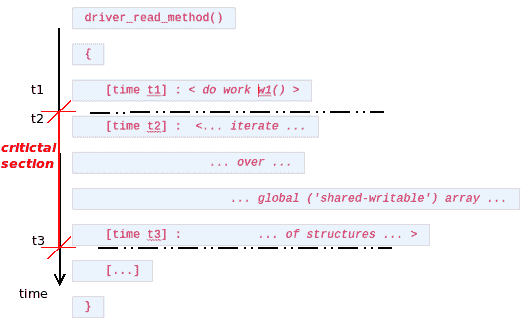 driver_read_method()
{
t1
[time t1] : < do work w1() >
t2
[time t2] :  <... iterate ...
critictal
section
... over ...
... global ('shared-writable') array ...
t3
[time t3] :           ... of structures ... >
[...]
time
}